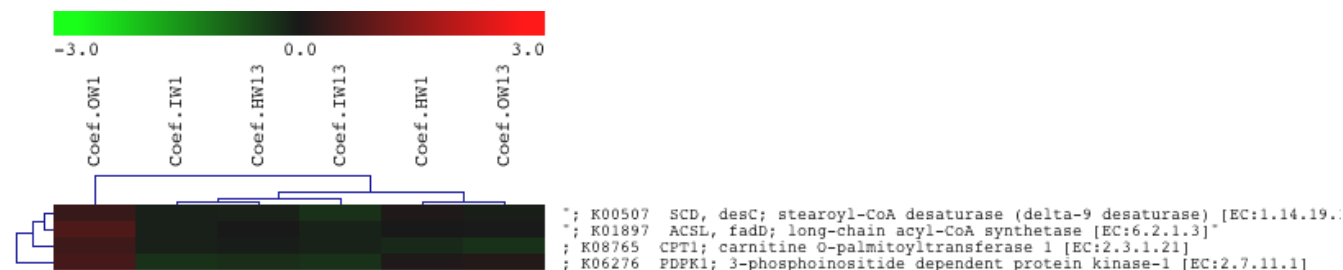 -3.0 0.0 3.0
Coef.OW1 Coef.IW1 Coef.HW13 Coef.IW13 Coef.HW1 Coef.OW13
"; K00507 SCD, desC; stearoyl-CoA desaturase (delta-9 desaturase) [EC:1.14.19.
"; K01897 ACSL, fadD; long-chain acyl-CoA synthetase [EC:6.2.1.3]"
; K08765 CPT1; carnitine O-palmitoyltransferase 1 [EC:2.3.1.21]
; K06276 PDPK1; 3-phosphoinositide dependent protein kinase-1 [EC:2.7.11.1]